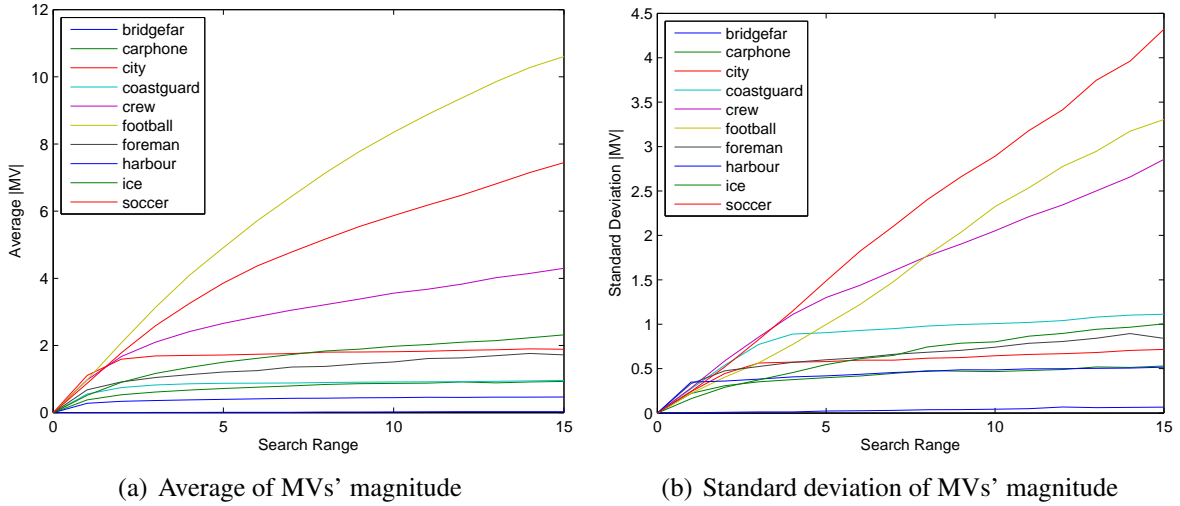 12
10
8
6
4
2
0
Average |MV|
bridgefar
carphone
city
coastguard
crew
football
foreman
harbour
ice
soccer
0
5
10
15
Search Range
(a) Average of MVs' magnitude
4.5
4
3.5
3
2.5
2
1.5
1
0.5
0
Standard Deviation |MV|
bridgefar
carphone
city
coastguard
crew
football
foreman
harbour
ice
soccer
0
5
10
15
Search Range
(b) Standard deviation of MVs' magnitude